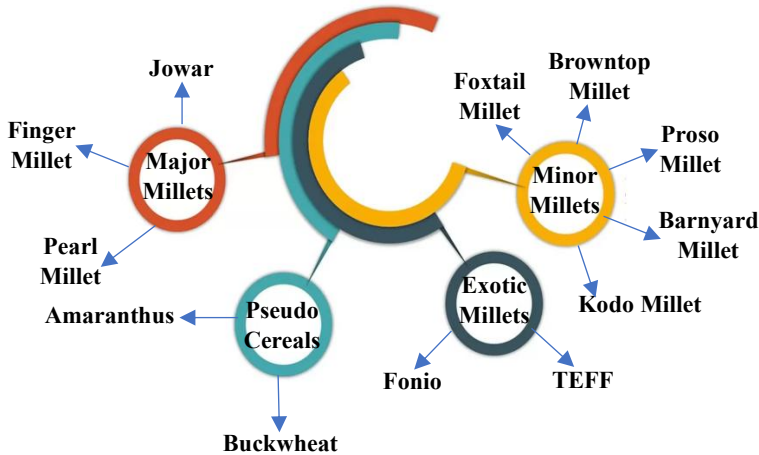 Jowar
Finger
Millet
Major
Millets
Pearl
Millet
Amaranthus
Pseudo
Cereals
Buckwheat
Exotic
Millets
Fonio
TEFF
Minor
Millets
Foxtail
Millet
Browntop
Millet
Proso
Millet
Barnyard
Millet
Kodo Millet